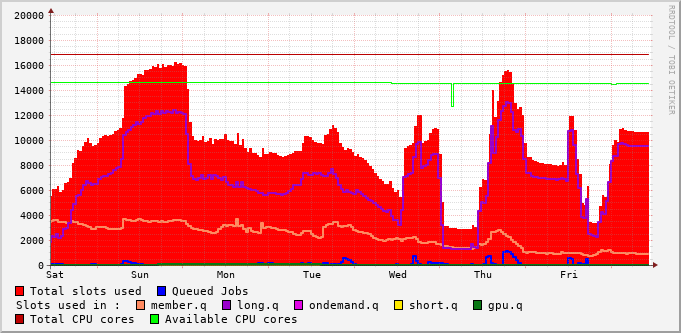 20000
18000
16000
14000
12000
10000
8000
6000
4000
2000
0
Sat Sun Mon Tue Wed Thu Fri
RRDTOOL / TOBI OETIKER
Total slots used Queued Jobs
Slots used in : member.q long.q ondemand.q short.q gpu.q
Total CPU cores Available CPU cores